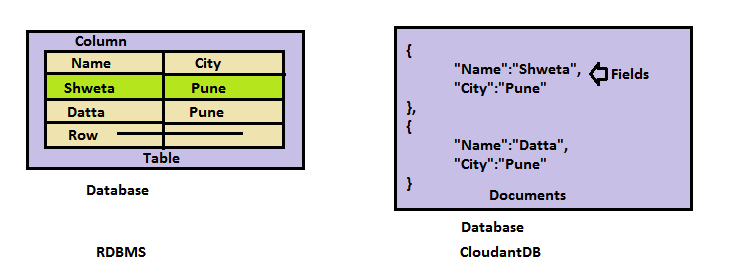 Column
Name City
Shweta Pune
Datta Pune
Row
Table
Database
RDBMS
{
"Name":"Shweta",
Fields
"City":"Pune"
},
{
"Name":"Datta",
"City":"Pune"
}
Documents
Database
CloudantDB